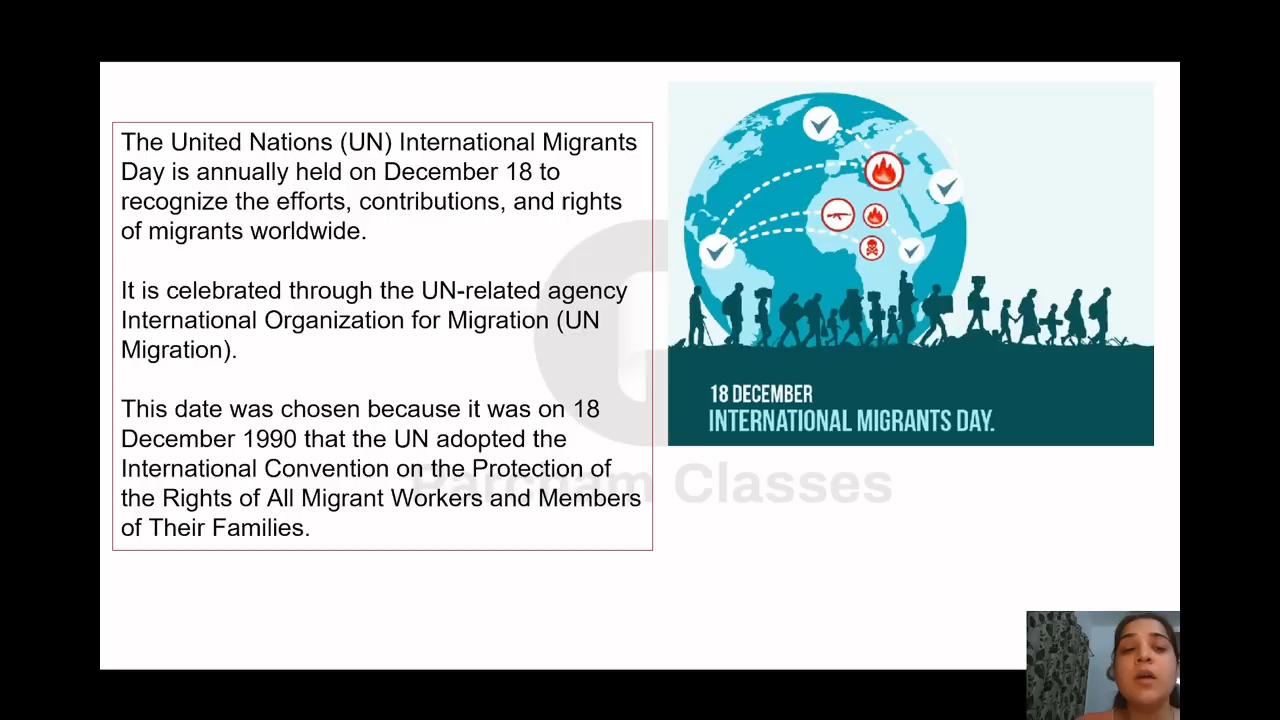 The United Nations (UN) International Migrants
Day is annually held on December 18 to
recognize the efforts, contributions, and rights
of migrants worldwide.
It is celebrated through the UN-related agency
International Organization for Migration (UN
Migration).
This date was chosen because it was on 18
December 1990 that the UN adopted the
International Convention on the Protection of
the Rights of All Migrant Workers and Members
of Their Families.
18 DECEMBER
INTERNATIONAL MIGRANTS DAY.
Parcham Classes